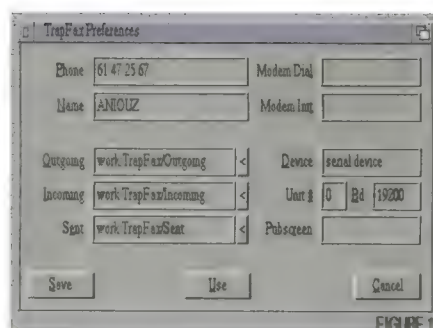 TrapFax Preferences
Phone 61 47 25 67 Modem Dial
Name ANIOUZ Modem Init
Outgoing work:TrapFax/Outgoing < Device serial.device
Incoming work:TrapFax/Incoming < Unit # 0 Bd 19200
Sent work:TrapFax/Sent < Pubscreen
Save Use Cancel
FIGURE 1